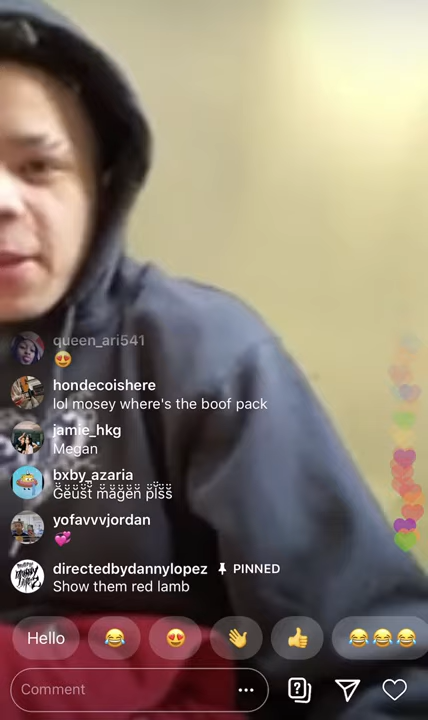 queen_ari541
😍
hondecoishere
lol mosey where's the boof pack
jamie_hkg
Megan
bxby_azaria
G̤̈ë̤ṳ̈s̤̈ẗ̤ m̤̈ä̤g̤̈ë̤n̤̈ p̤̈l̤̈s̤̈s̤̈
yofavvvjordan
💞
directedbydannylopez PINNED
Show them red lamb
Hello 😂 😍 👋 👍 😂😂😂
Comment ...